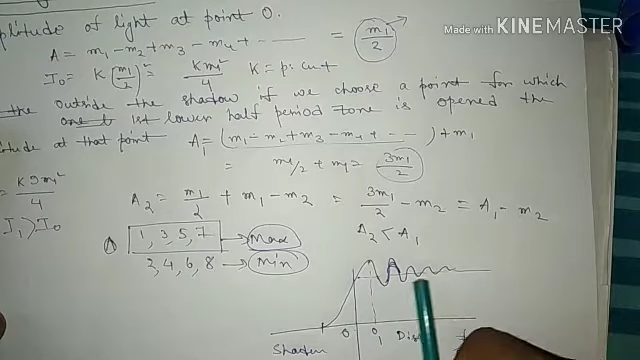 plitude of light at point O.
Made with KINEMASTER
A = m₁ - m₂ + m₃ - m₄ + - - - - = m₁/2
I₀ = K(m₁/2)² = Km₁²/4 K =
the outside the shadow if we choose a point for which
the 1st lower half period zone is opened the
tude at that point A₁ = (m₁ - m₂ + m₃ - m₄ + - - -) + m₁
= m₁/2 + m₁ = 3m₁/2
= K9m₁²/4
A₂ = m₁/2 + m₁ - m₂ = 3m₁/2 - m₂ = A₁ - m₂
I₁ > I₀
A₂ < A₁
1, 3, 5, 7 → Max
2, 4, 6, 8 → Min
Shadow O O₁